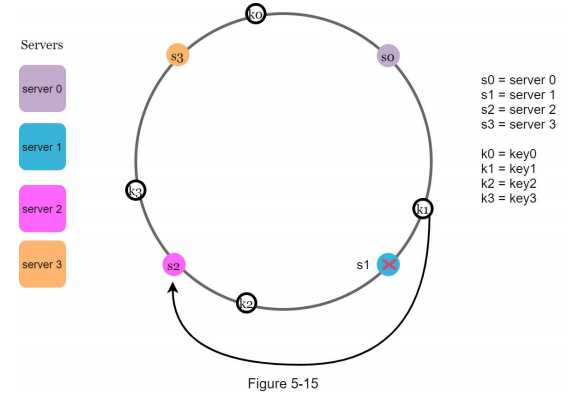 Servers
server 0
server 1
server 2
server 3
k0
s3
s0
k3
k1
s2
s1
k2
s0 = server 0
s1 = server 1
s2 = server 2
s3 = server 3
k0 = key0
k1 = key1
k2 = key2
k3 = key3
Figure 5-15